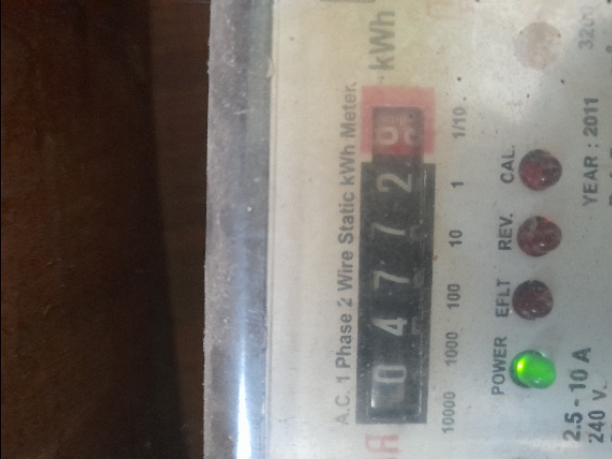 kWh
A.C. 1 Phase 2 Wire Static kWh Meter.
0 4 7 7 2
10000 1000 100 10 1 1/10
POWER EFLT REV. CAL.
YEAR : 2011
2.5 - 10 A
240 V.